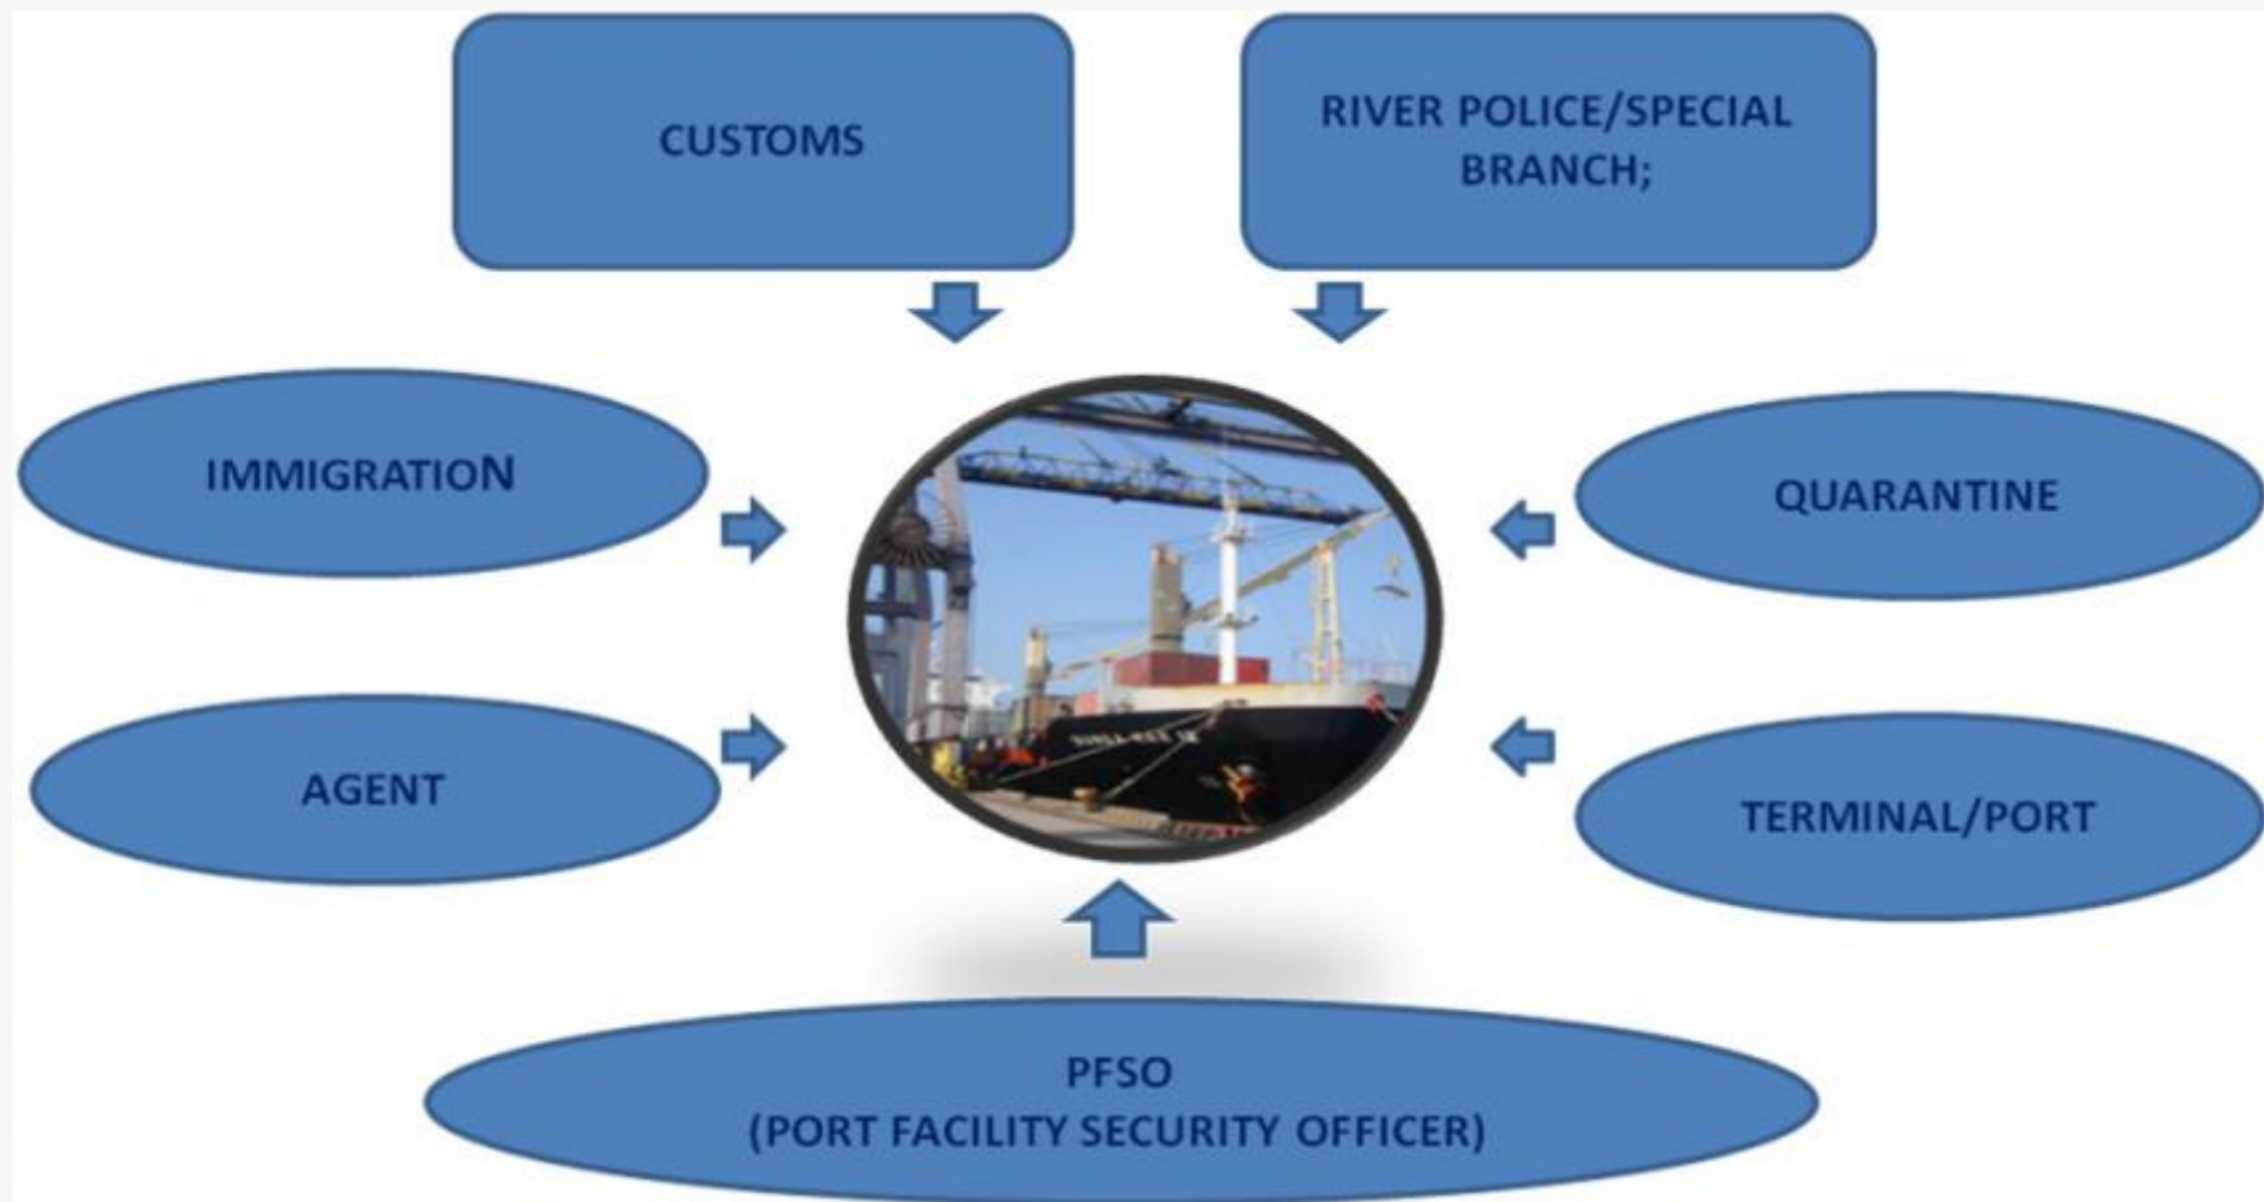 CUSTOMS
RIVER POLICE/SPECIAL
BRANCH;
IMMIGRATION
QUARANTINE
AGENT
TERMINAL/PORT
PFSO
(PORT FACILITY SECURITY OFFICER)